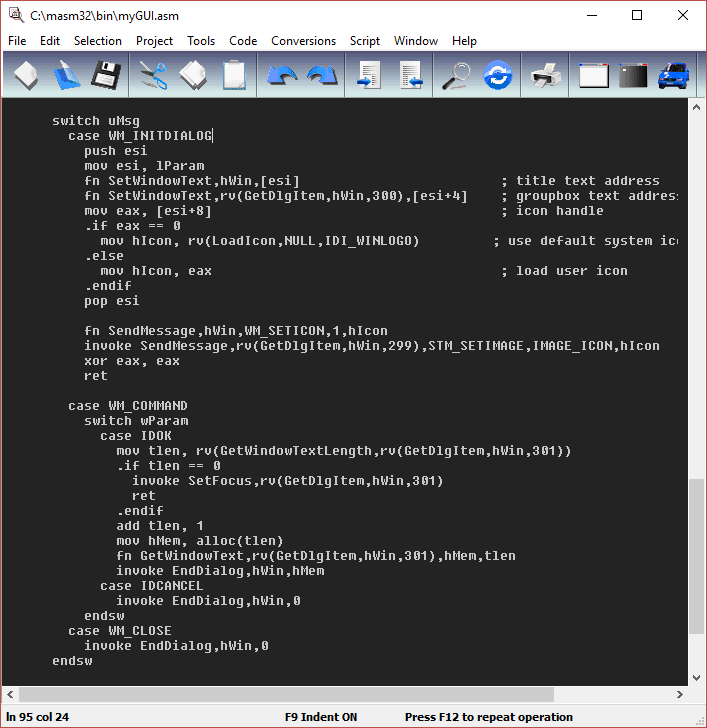 C:\masm32\bin\myGUI.asm
File Edit Selection Project Tools Code Conversions Script Window Help
switch uMsg
case WM_INITDIALOG
push esi
mov esi, lParam
fn SetWindowText,hWin,[esi] ; title text address
fn SetWindowText,rv(GetDlgItem,hWin,300),[esi+4] ; groupbox text address
mov eax, [esi+8] ; icon handle
.if eax == 0
mov hIcon, rv(LoadIcon,NULL,IDI_WINLOGO) ; use default system
.else
mov hIcon, eax ; load user icon
.endif
pop esi
fn SendMessage,hWin,WM_SETICON,1,hIcon
invoke SendMessage,rv(GetDlgItem,hWin,299),STM_SETIMAGE,IMAGE_ICON,hIcon
xor eax, eax
ret
case WM_COMMAND
switch wParam
case IDOK
mov tlen, rv(GetWindowTextLength,rv(GetDlgItem,hWin,301))
.if tlen == 0
invoke SetFocus,rv(GetDlgItem,hWin,301)
ret
.endif
add tlen, 1
mov hMem, alloc(tlen)
fn GetWindowText,rv(GetDlgItem,hWin,301),hMem,tlen
invoke EndDialog,hWin,hMem
case IDCANCEL
invoke EndDialog,hWin,0
endsw
case WM_CLOSE
invoke EndDialog,hWin,0
endsw
ln 95 col 24 F9 Indent ON Press F12 to repeat operation